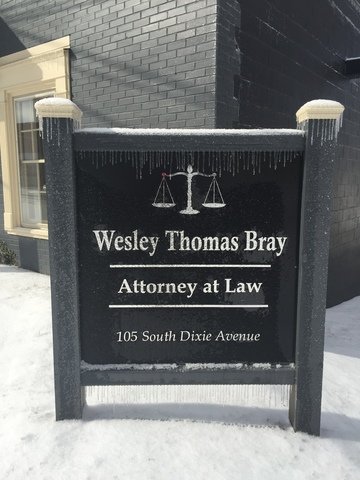 Wesley Thomas Bray
Attorney at Law
105 South Dixie Avenue